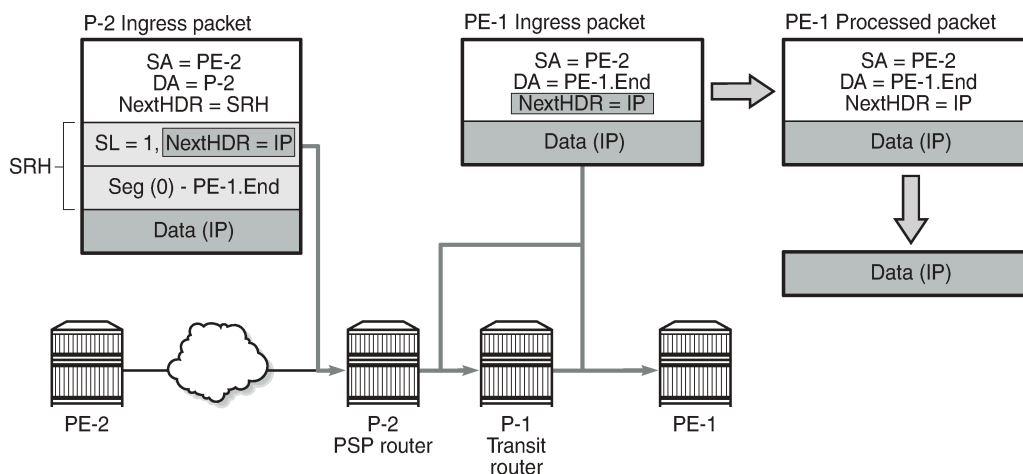 P-2 Ingress packet
SA = PE-2
DA = P-2
NextHDR = SRH
SRH
SL = 1, NextHDR = IP
Seg (0) - PE-1.End
Data (IP)
PE-1 Ingress packet
SA = PE-2
DA = PE-1.End
NextHDR = IP
Data (IP)
PE-1 Processed packet
SA = PE-2
DA = PE-1.End
NextHDR = IP
Data (IP)
Data (IP)
PE-2
P-2
PSP router
P-1
Transit
router
PE-1